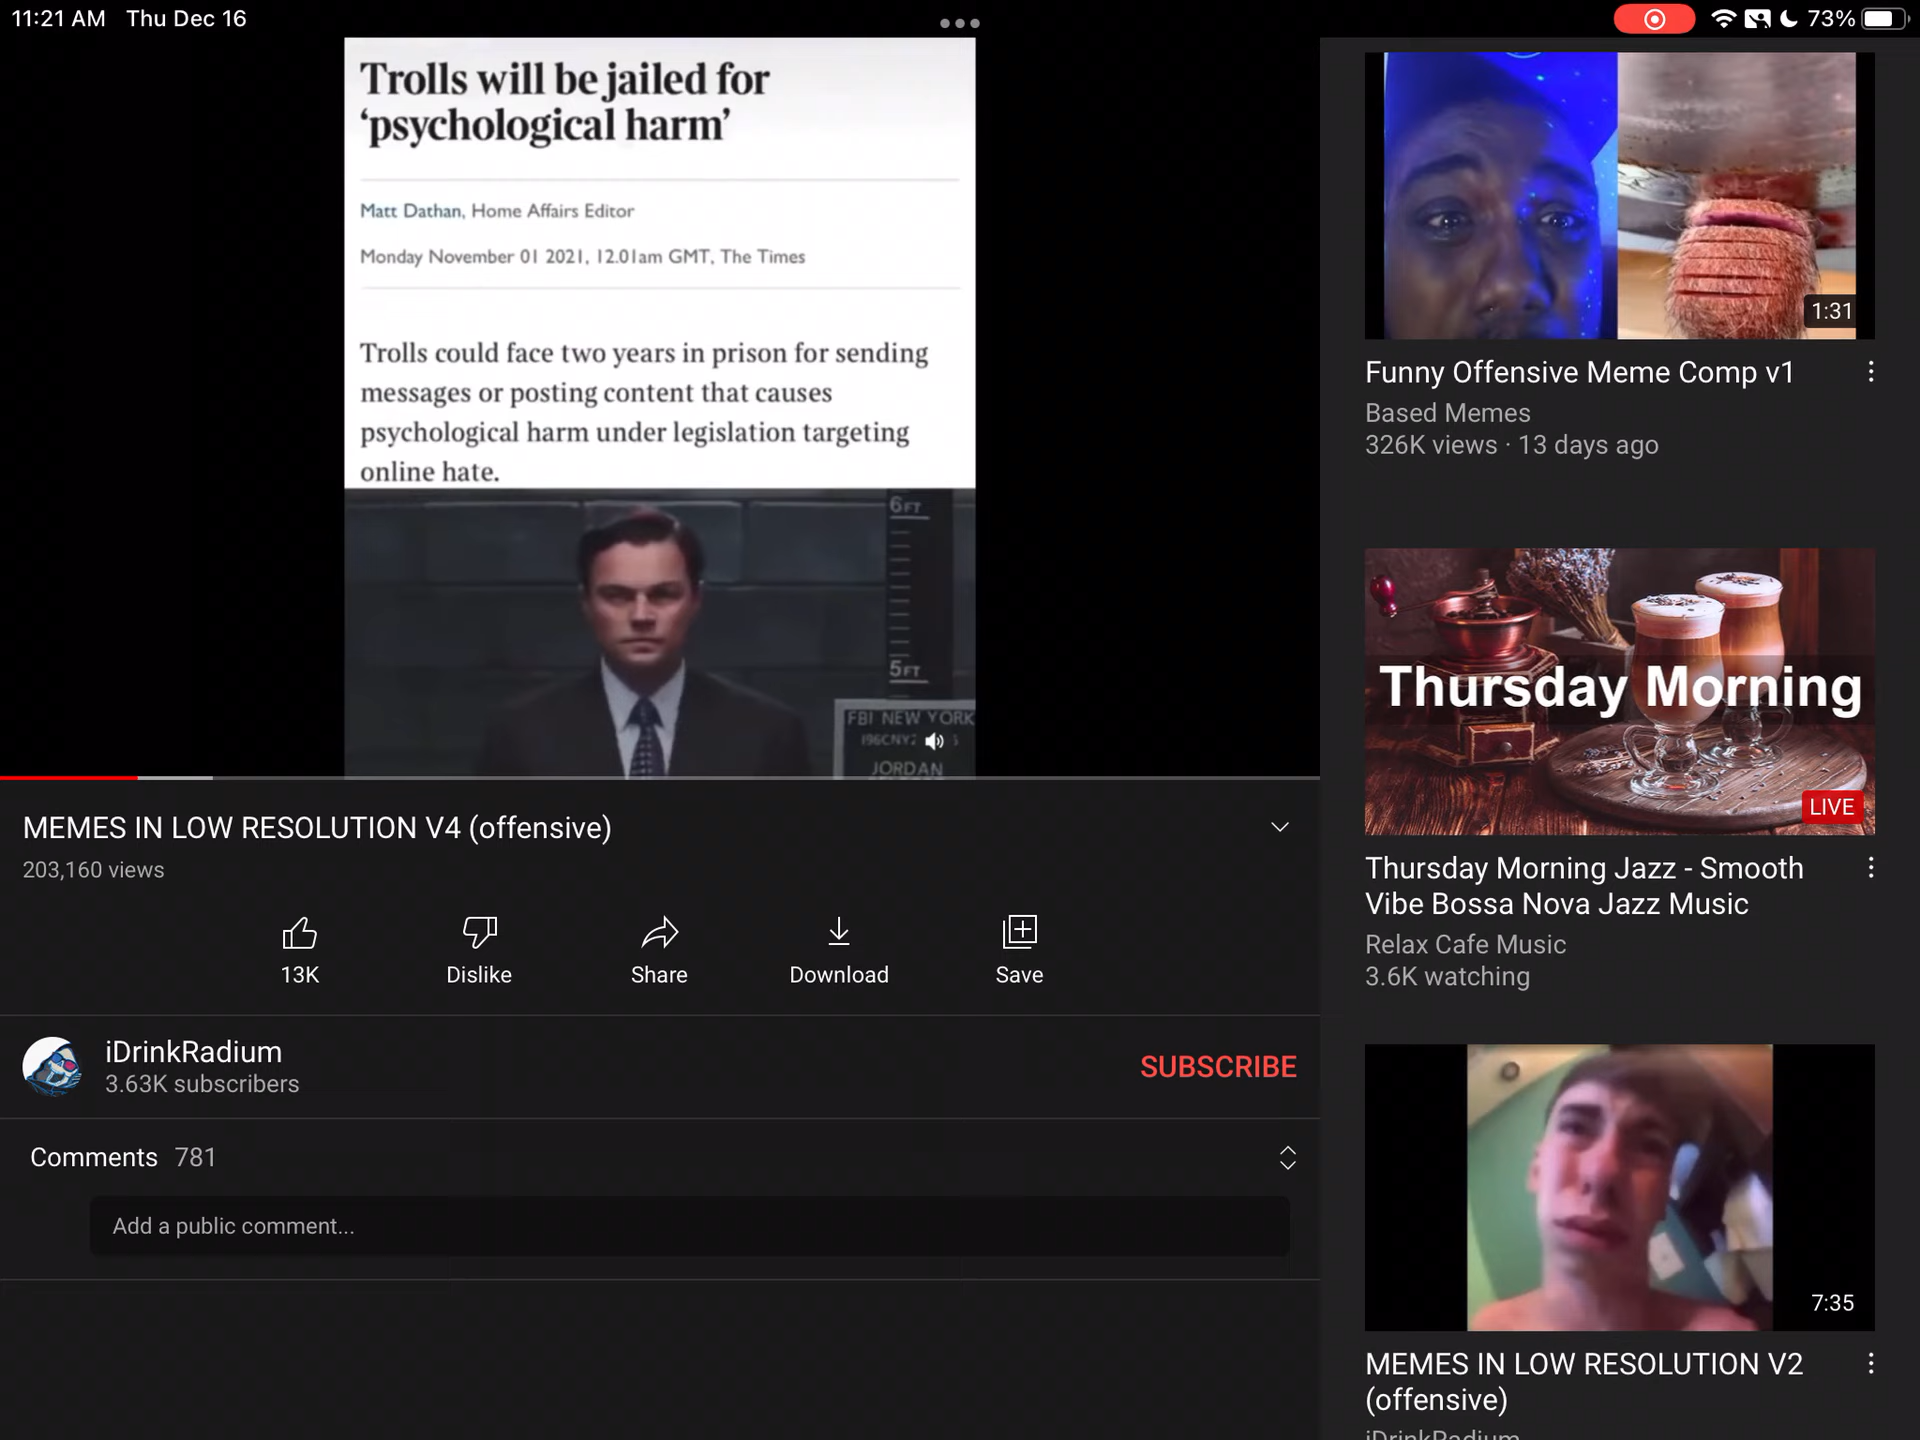 11:21 AM Thu Dec 16
73%
Trolls will be jailed for
‘psychological harm’
Matt Dathan, Home Affairs Editor
Monday November 01 2021, 12.01am GMT, The Times
Trolls could face two years in prison for sending
messages or posting content that causes
psychological harm under legislation targeting
online hate.
6FT
5FT
FBI NEW YORK
JORDAN
MEMES IN LOW RESOLUTION V4 (offensive)
203,160 views
13K
Dislike
Share
Download
Save
iDrinkRadium
3.63K subscribers
SUBSCRIBE
Comments 781
Add a public comment...
1:31
Funny Offensive Meme Comp v1
Based Memes
326K views · 13 days ago
Thursday Morning
LIVE
Thursday Morning Jazz - Smooth
Vibe Bossa Nova Jazz Music
Relax Cafe Music
3.6K watching
7:35
MEMES IN LOW RESOLUTION V2
(offensive)
iDrinkRadium